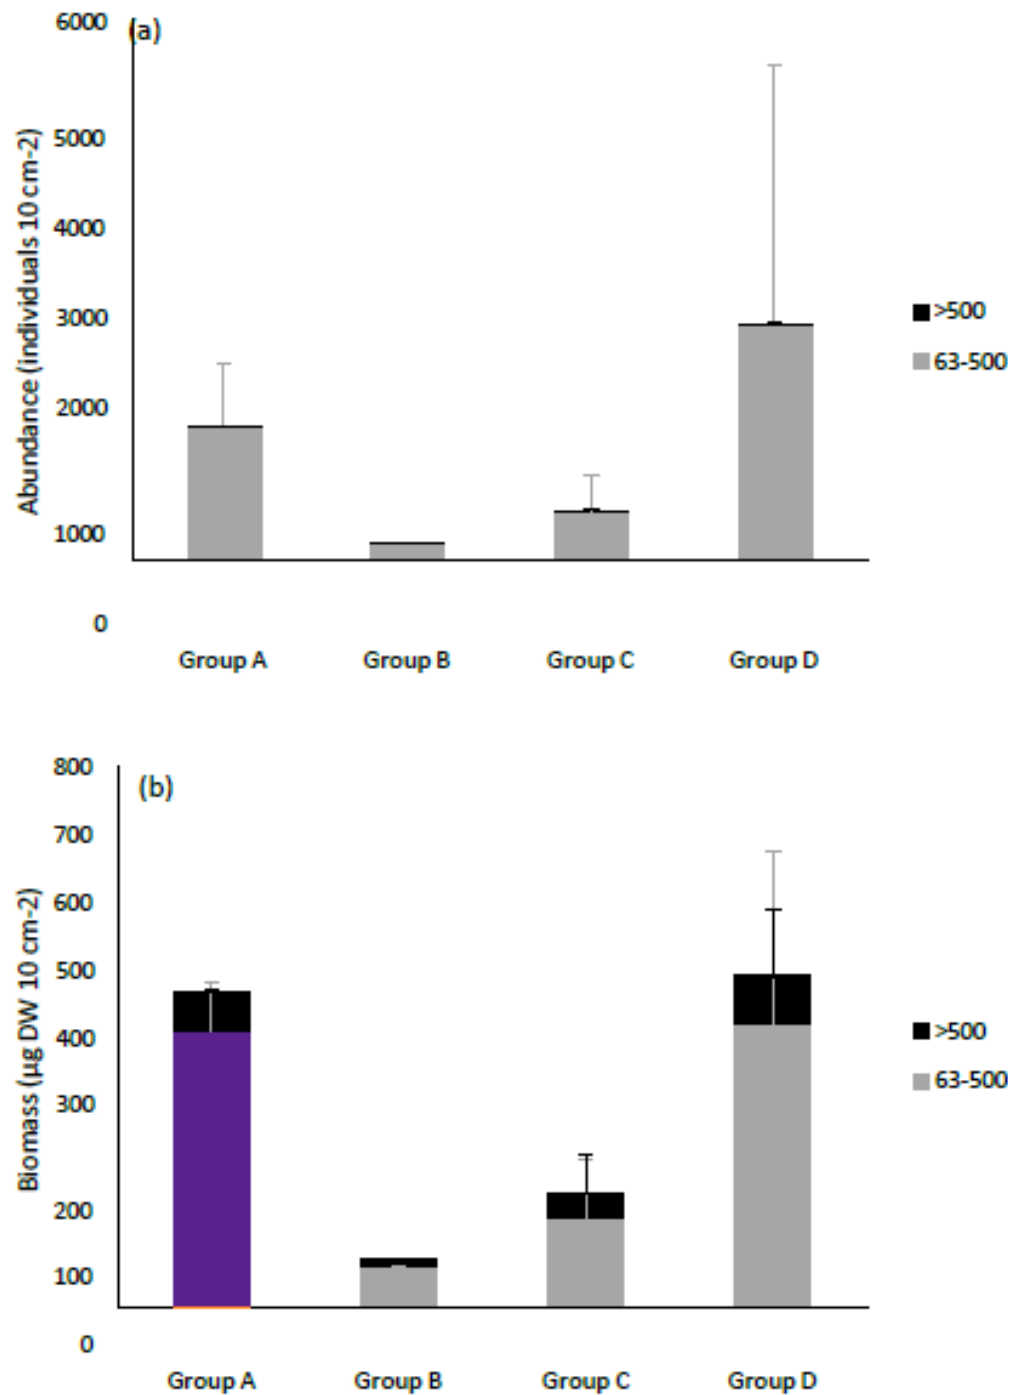 6000
(a)
5000
4000
3000
2000
1000
0
Abundance (individuals 10 cm-2)
>500
63-500
Group A
Group B
Group C
Group D
800
(b)
700
600
500
400
300
200
100
0
Biomass (µg DW 10 cm-2)
>500
63-500
Group A
Group B
Group C
Group D